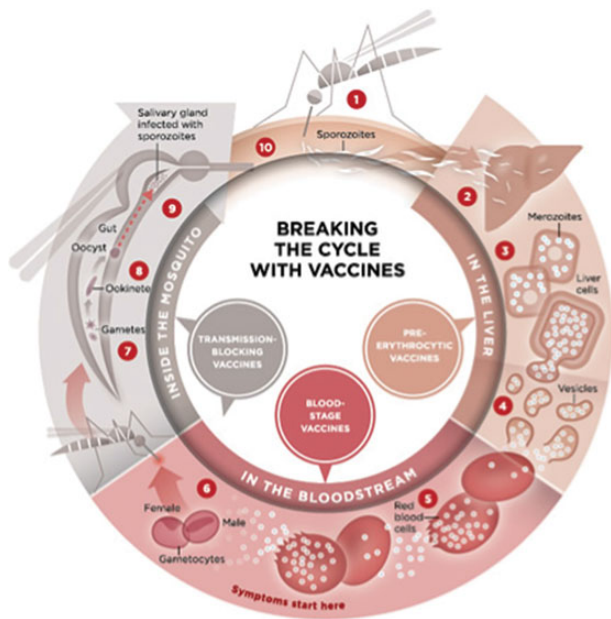 1
Salivary gland
infected with
sporozoites
10
Sporozoites
2
9
BREAKING
THE CYCLE
WITH VACCINES
Merozoites
3
Gut
Oocyst
Liver
cells
8
Ookinete
INSIDE THE MOSQUITO
IN THE LIVER
TRANSMISSION-
BLOCKING
VACCINES
PRE-
ERYTHROCYTIC
VACCINES
Gametes
7
BLOOD-
STAGE
VACCINES
4
Vesicles
IN THE BLOODSTREAM
6
5
Female
Male
Red
blood
cells
Gametocytes
Symptoms start here